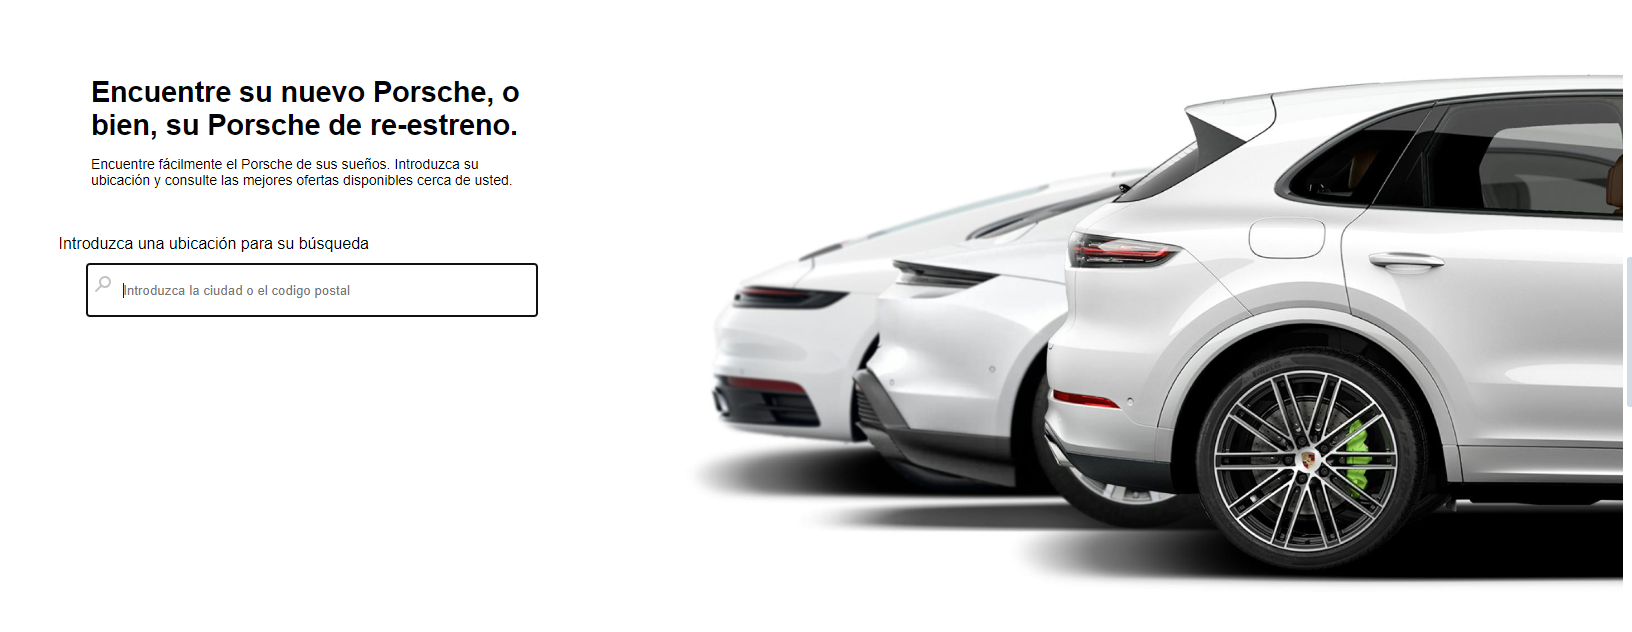 Encuentre su nuevo Porsche, o
bien, su Porsche de re-estreno.
Encuentre fácilmente el Porsche de sus sueños. Introduzca su
ubicación y consulte las mejores ofertas disponibles cerca de usted.
Introduzca una ubicación para su búsqueda
Introduzca la ciudad o el codigo postal